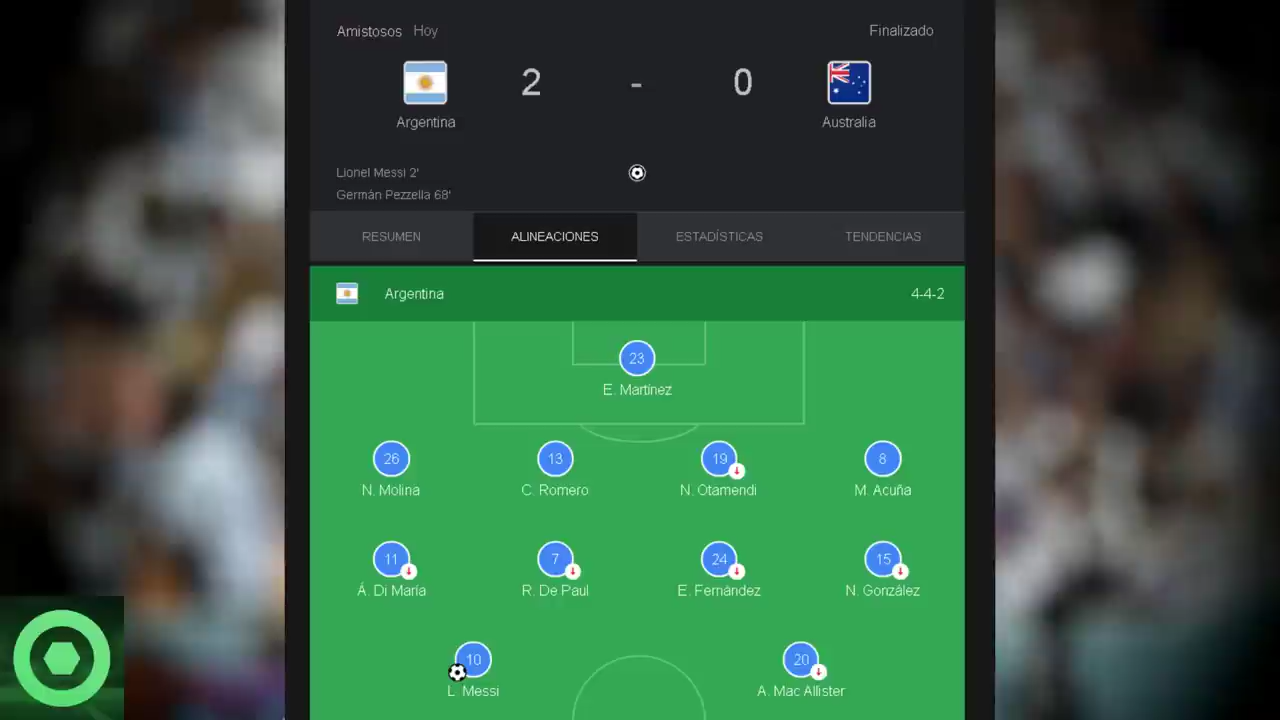 Amistosos Hoy Finalizado
2 - 0
Argentina Australia
Lionel Messi 2'
Germán Pezzella 68'
RESUMEN ALINEACIONES ESTADÍSTICAS TENDENCIAS
Argentina 4-4-2
23
E. Martínez
26 13 19 8
N. Molina C. Romero N. Otamendi M. Acuña
11 7 24 15
Á. Di María R. De Paul E. Fernández N. González
10 20
L. Messi A. Mac Allister